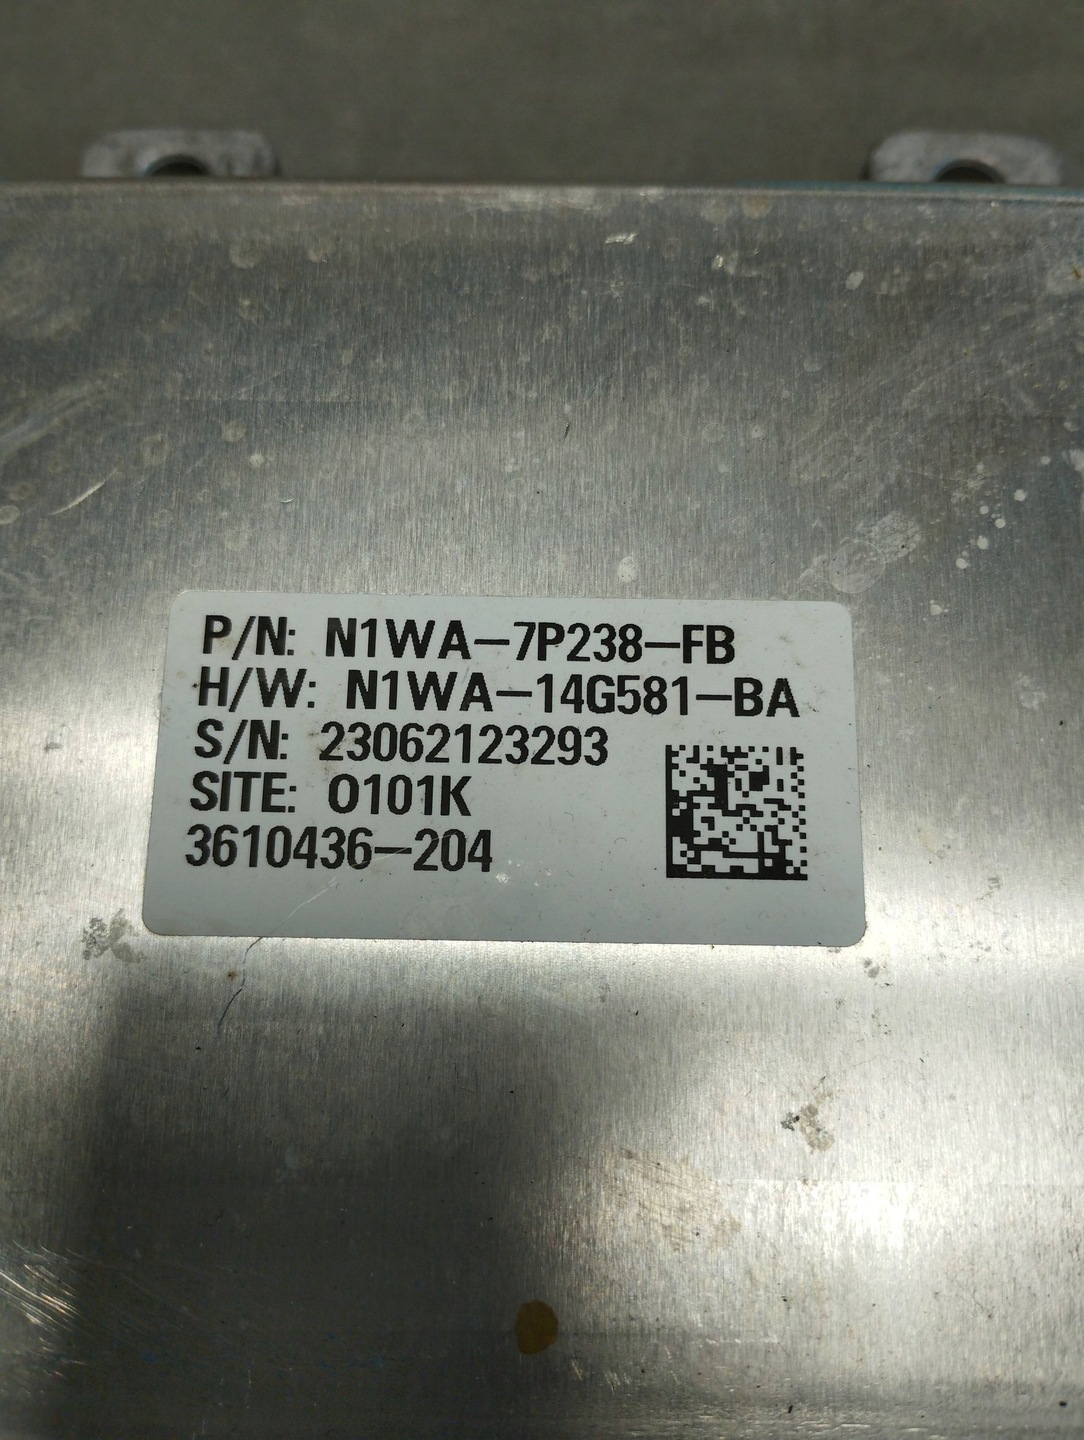 P/N: N1WA-7P238-FB
H/W: N1WA-14G581-BA
S/N: 23062123293
SITE: O101K
3610436-204